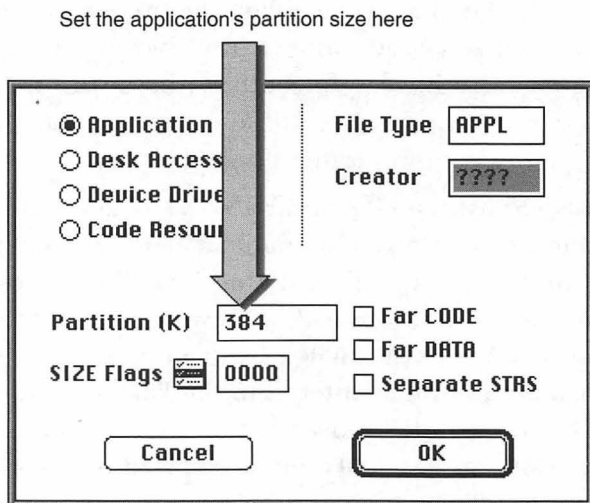 Set the application's partition size here
Application
Desk Access
Device Drive
Code Resour
File Type APPL
Creator ????
Partition (K) 384
SIZE Flags 0000
Far CODE
Far DATA
Separate STRS
Cancel
OK